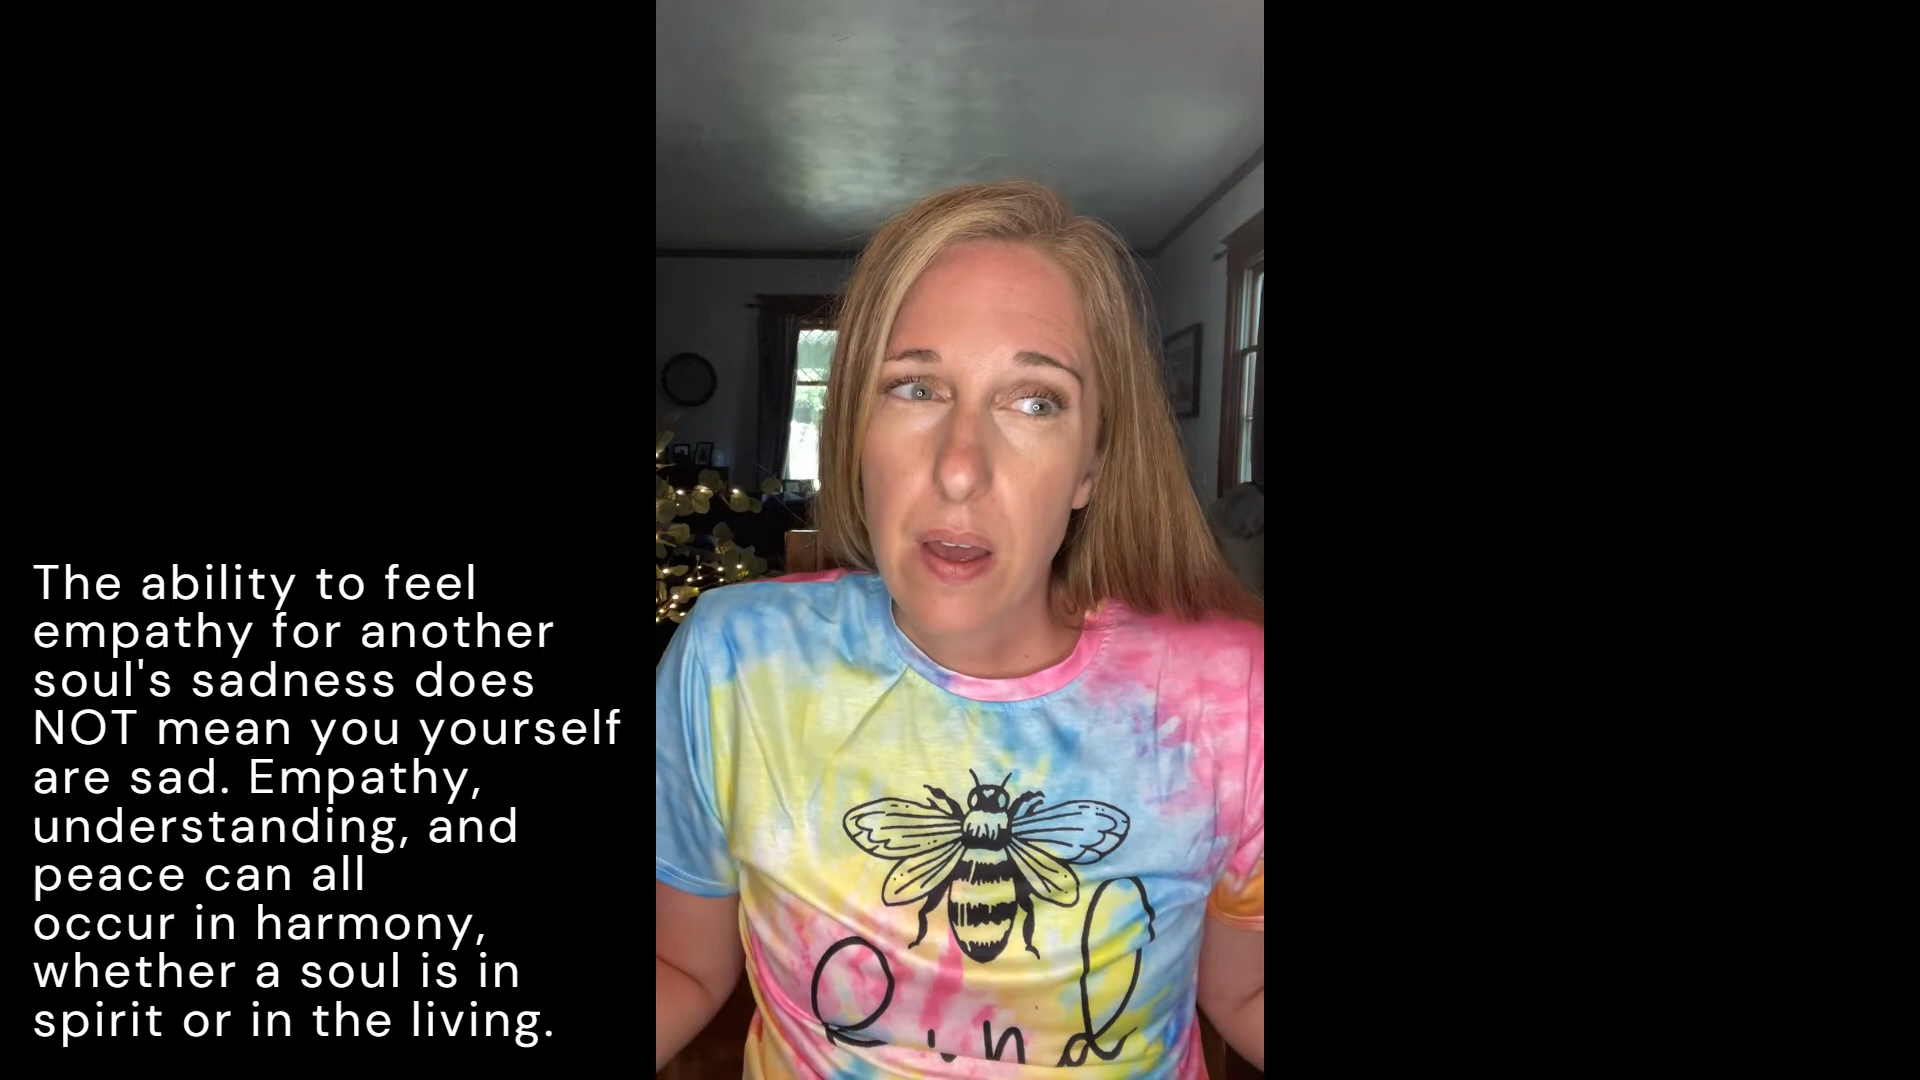 The ability to feel
empathy for another
soul's sadness does
NOT mean you yourself
are sad. Empathy,
understanding, and
peace can all
occur in harmony,
whether a soul is in
spirit or in the living.
Kind